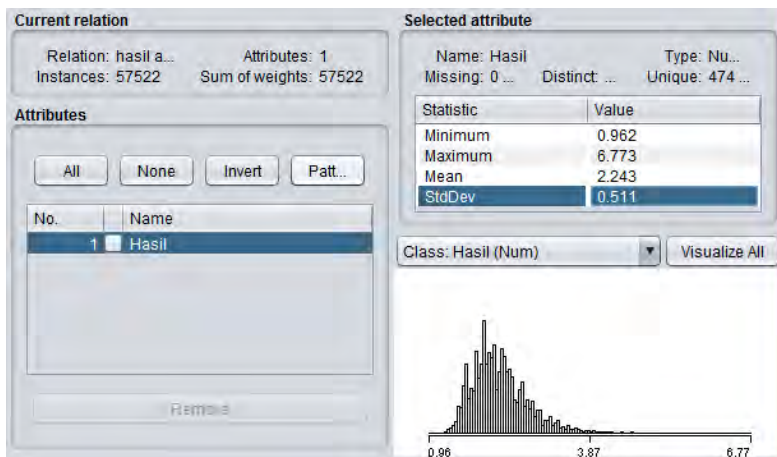 Current relation
Relation: hasil a... Attributes: 1
Instances: 57522 Sum of weights: 57522
Attributes
All None Invert Patt...
No. Name
1 Hasil
Remove
Selected attribute
Name: Hasil Type: Nu...
Missing: 0 ... Distinct: ... Unique: 474 ...
Statistic Value
Minimum 0.962
Maximum 6.773
Mean 2.243
StdDev 0.511
Class: Hasil (Num) Visualize All
0.96 3.87 6.77